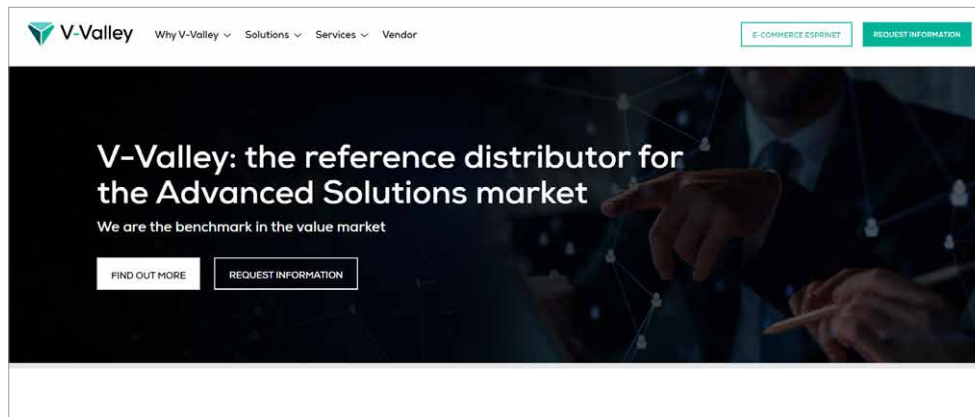 V-Valley
Why V-Valley
Solutions
Services
Vendor
E-COMMERCE ESPRINET
REQUEST INFORMATION
V-Valley: the reference distributor for
the Advanced Solutions market
We are the benchmark in the value market
FIND OUT MORE
REQUEST INFORMATION